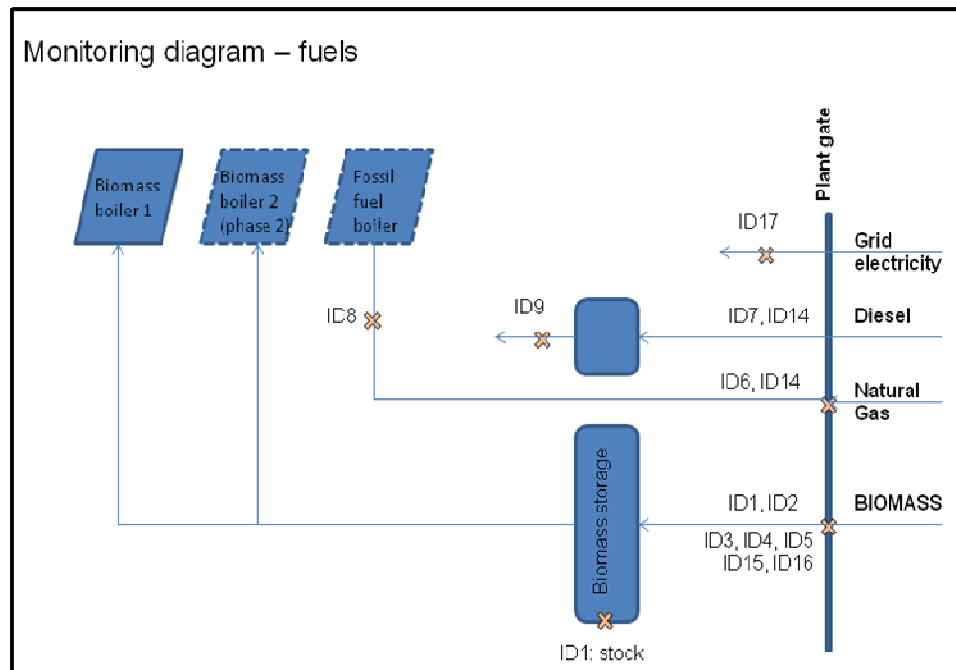 Monitoring diagram – fuels
Plant gate
Biomass
boiler 1
Biomass
boiler 2
(phase 2)
Fossil
fuel
boiler
ID17
Grid
electricity
ID8
ID9
ID7, ID14
Diesel
ID6, ID14
Natural
Gas
Biomass storage
ID1, ID2
BIOMASS
ID3, ID4, ID5
ID15, ID16
ID1: stock